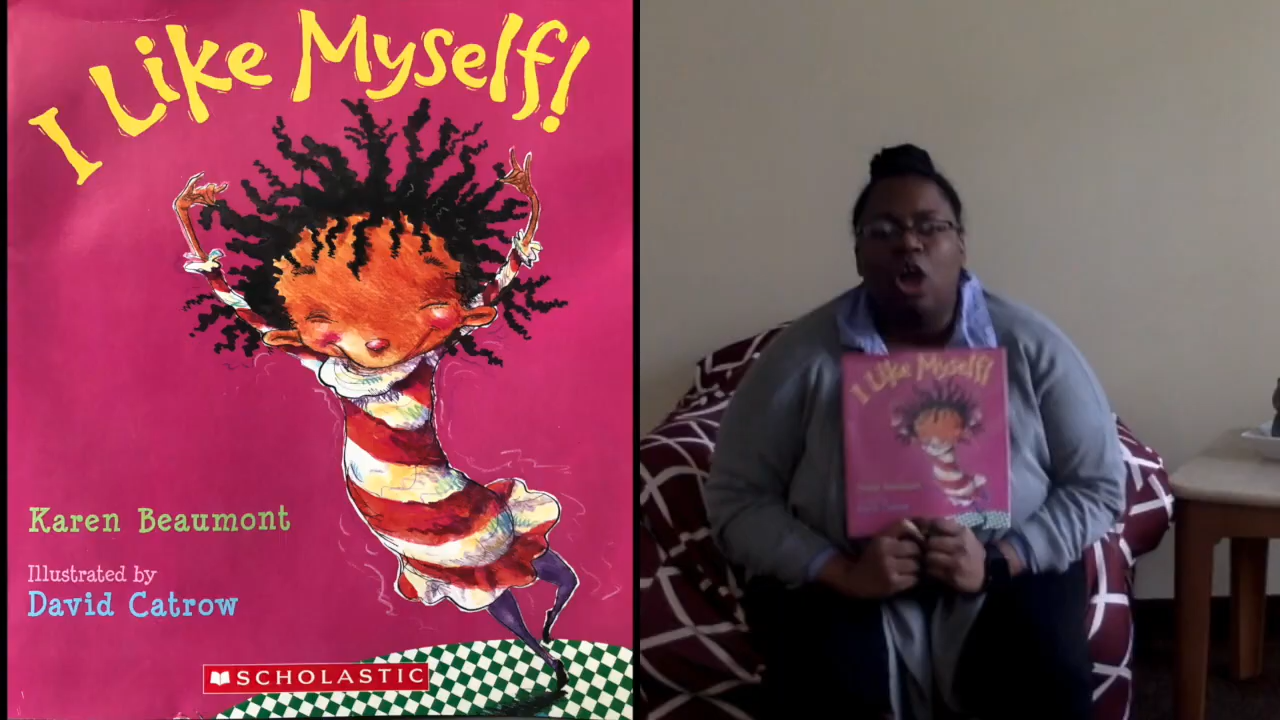 I Like Myself!
Karen Beaumont
Illustrated by
David Catrow
SCHOLASTIC
I Like Myself!